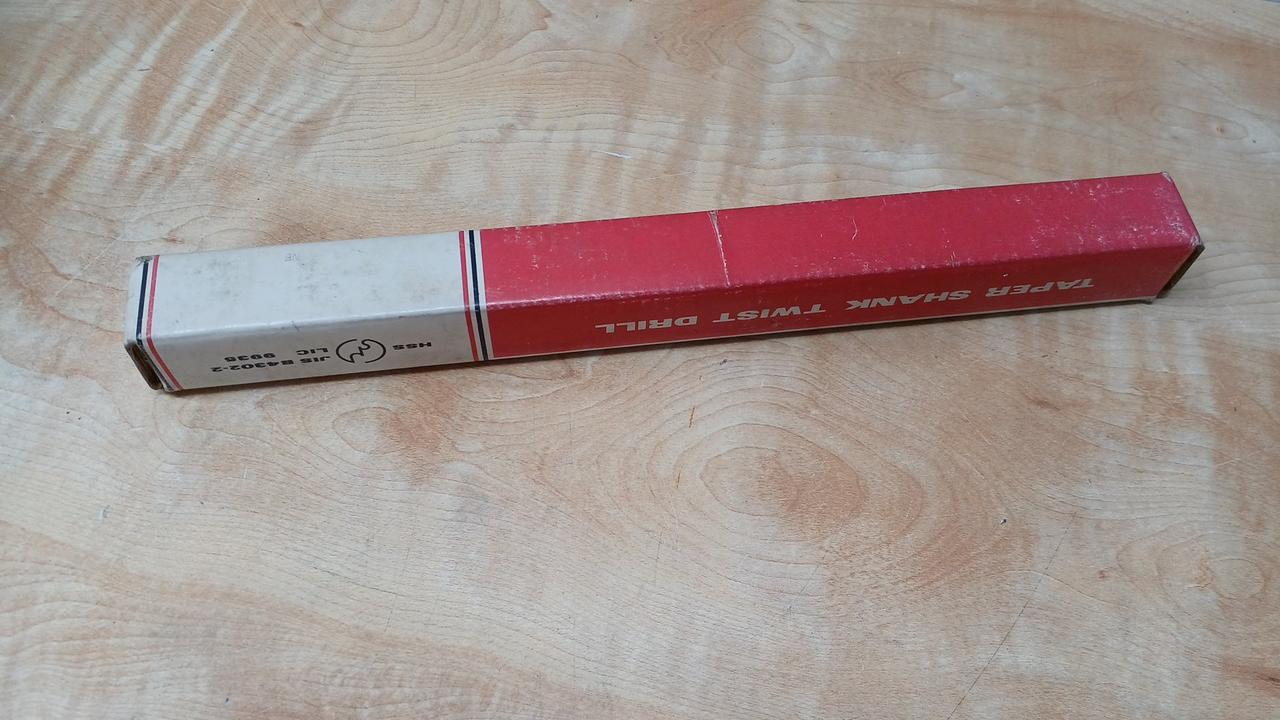 TAPER SHANK TWIST DRILL
HSS
JIS B4302-2
LIC 9936